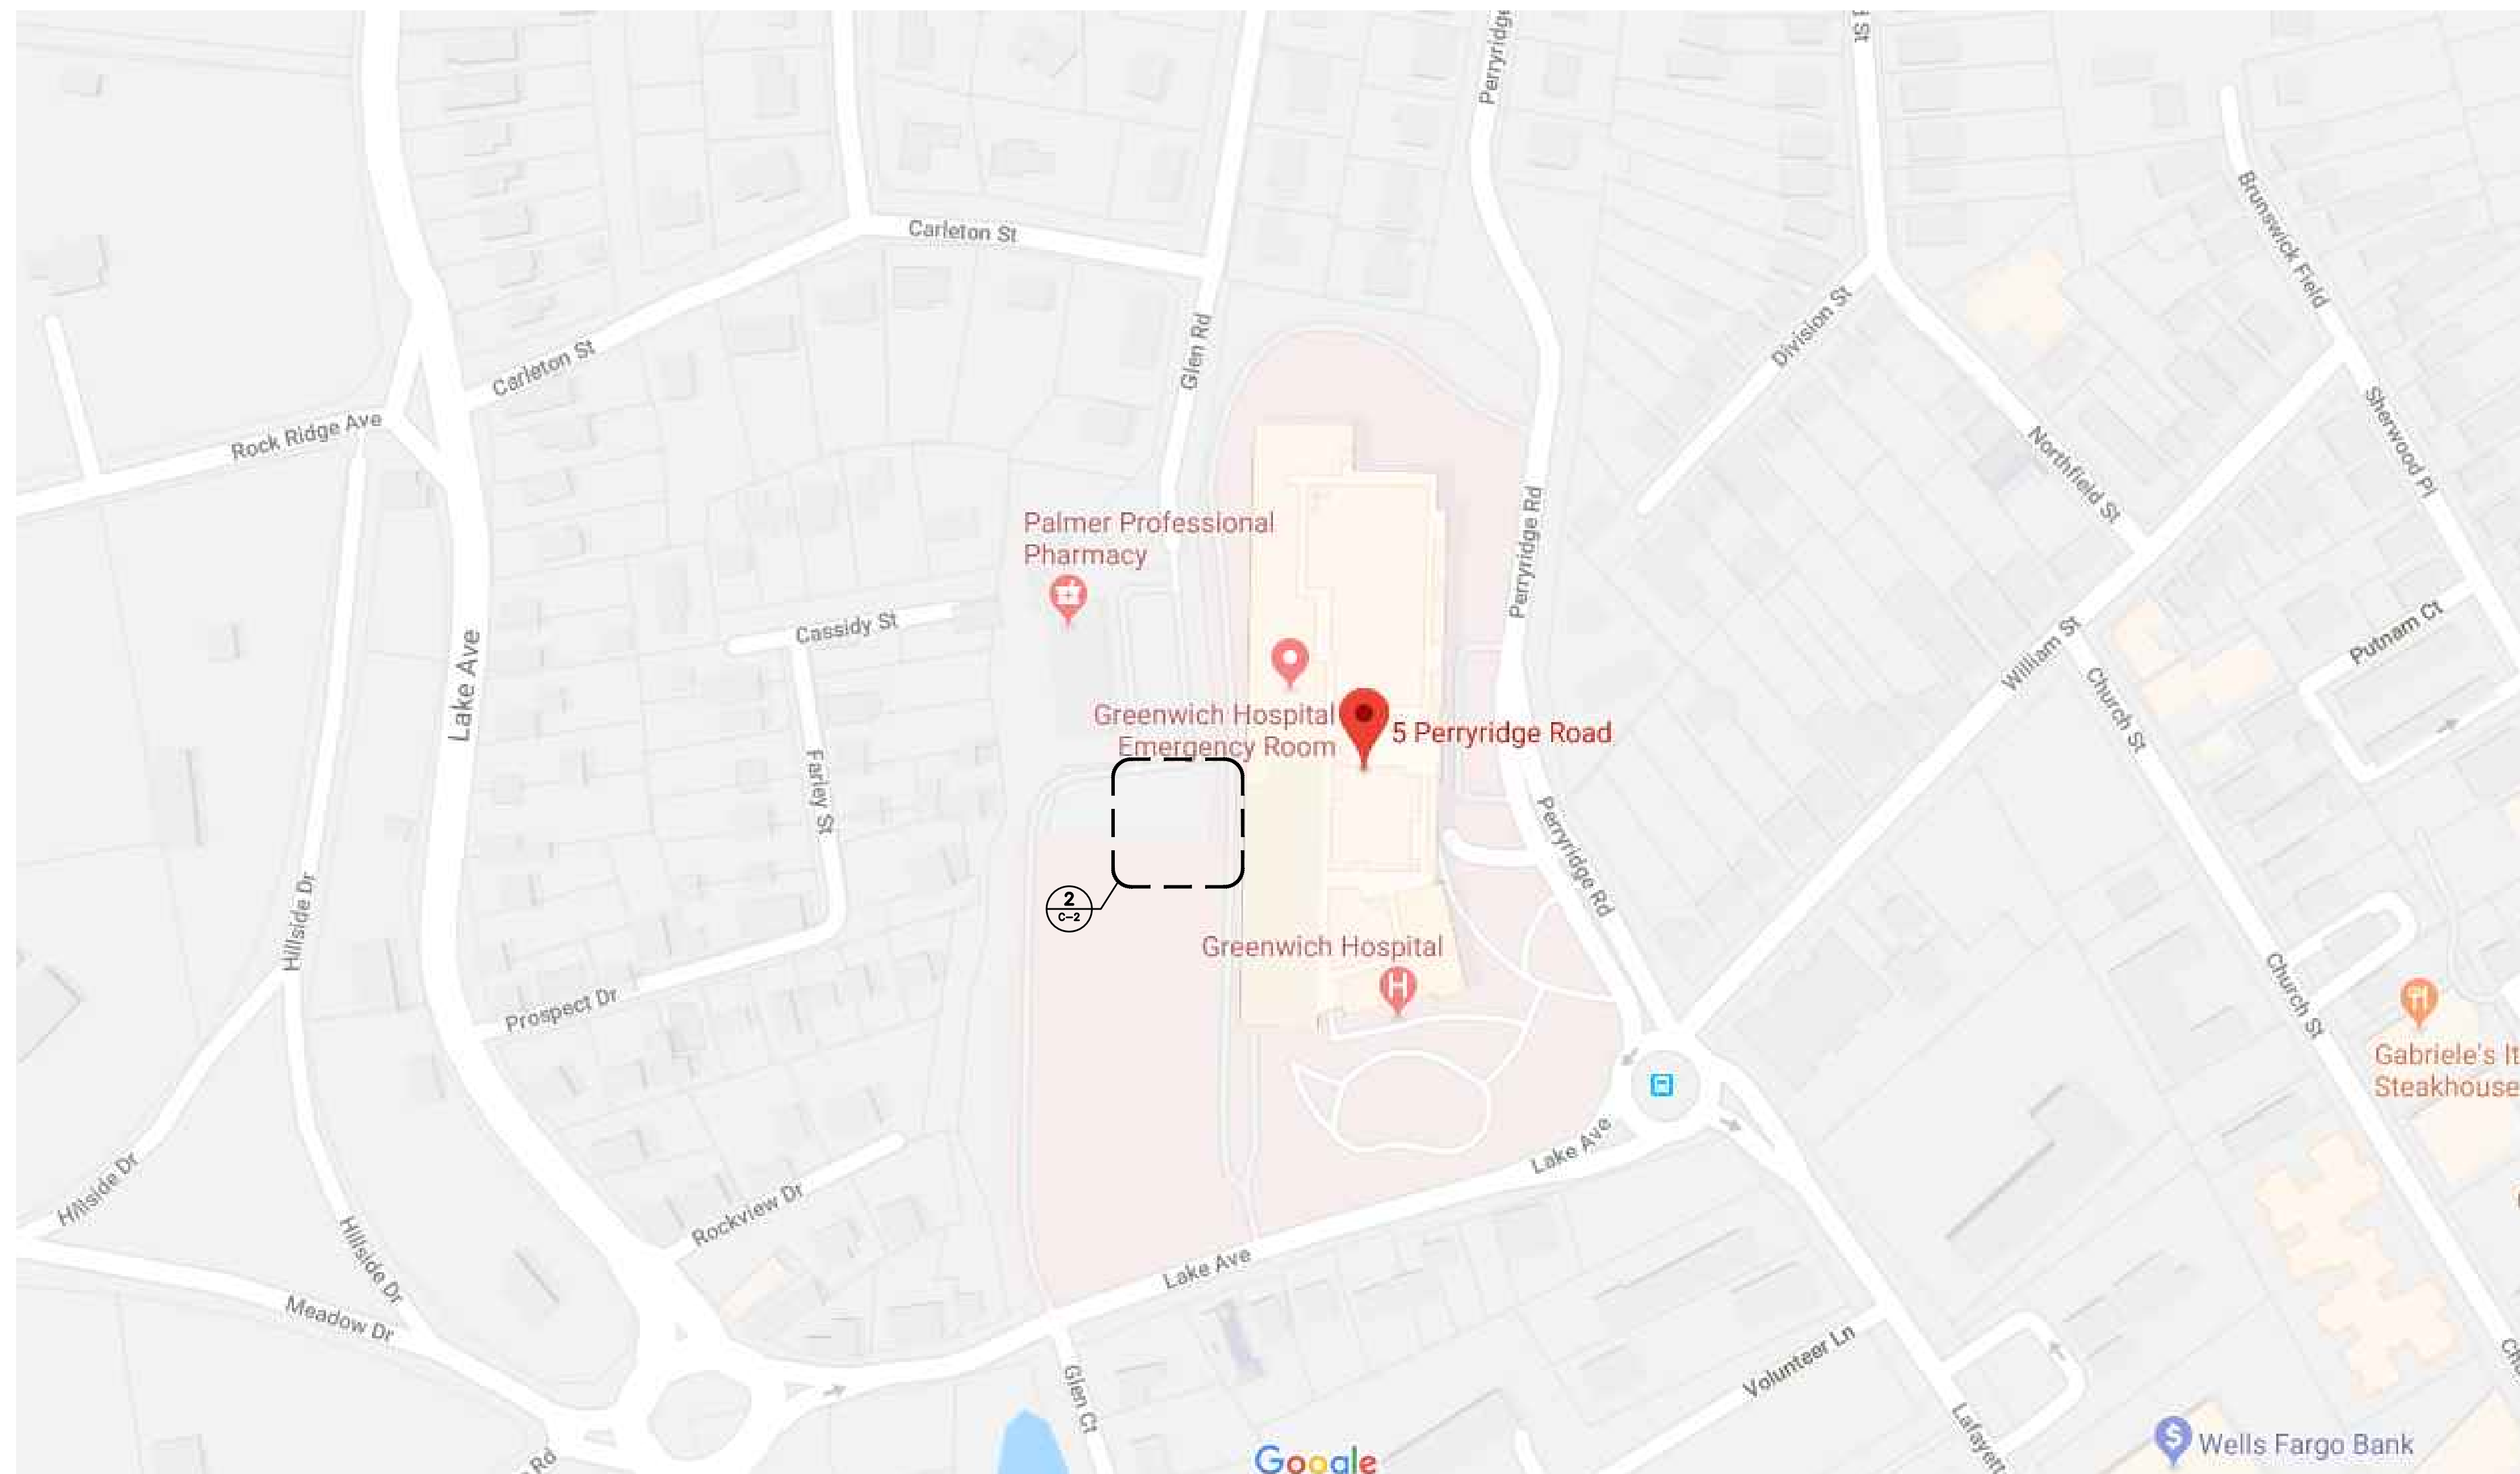 Perryridge
d St
Brunswick Field
Carleton St
Division St
Glen Rd
Carleton St
Rock Ridge Ave
Sherwood Pl
Northfield St
Palmer Professional
Pharmacy
Perryridge Rd
Cassidy St
Putnam Ct
William St
Lake Ave
Church St
Greenwich Hospital
Emergency Room
5 Perryridge Road
Farley St
Perryridge Rd
2
C-2
Hillside Dr
Greenwich Hospital
Church St
Prospect Dr
Gabriele's It
Steakhouse
Lake Ave
Hillside Dr
Rockview Dr
Hillside Dr
Lake Ave
Meadow Dr
Volunteer Ln
Glen Ct
Lafayett
Wells Fargo Bank
Google
Rd